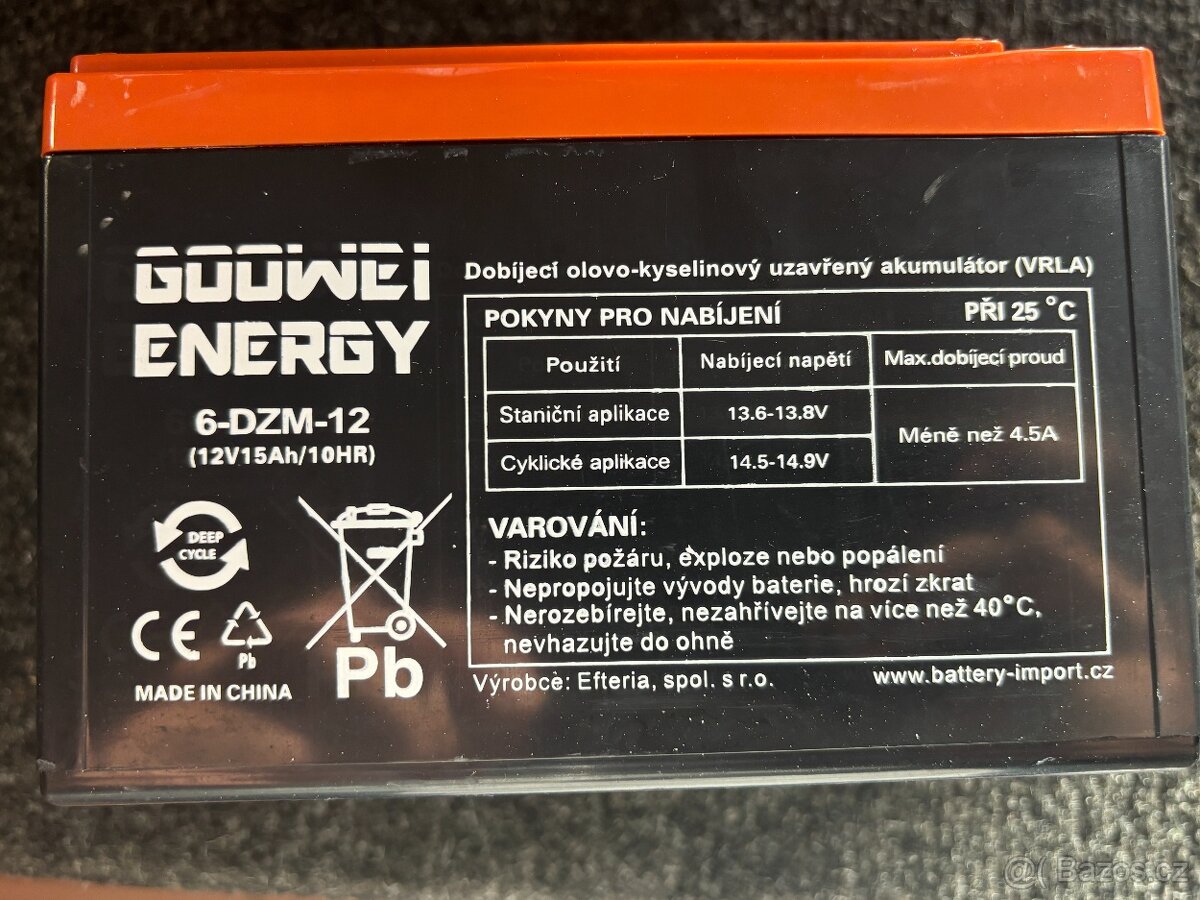 GOOWEI
ENERGY
6-DZM-12
(12V15Ah/10HR)
DEEP
CYCLE
CE
Pb
Pb
MADE IN CHINA
Dobíjecí olovo-kyselinový uzavřený akumulátor (VRLA)
POKYNY PRO NABÍJENÍ PŘI 25 °C
Použití Nabíjecí napětí Max.dobíjecí proud
Staniční aplikace 13.6-13.8V Méně než 4.5A
Cyklické aplikace 14.5-14.9V
VAROVÁNÍ:
- Riziko požáru, exploze nebo popálení
- Nepropojujte vývody baterie, hrozí zkrat
- Nerozebírejte, nezahřívejte na více než 40°C,
nevhazujte do ohně
Výrobce: Efteria, spol. s r.o. www.battery-import.cz
@ Bazos.cz